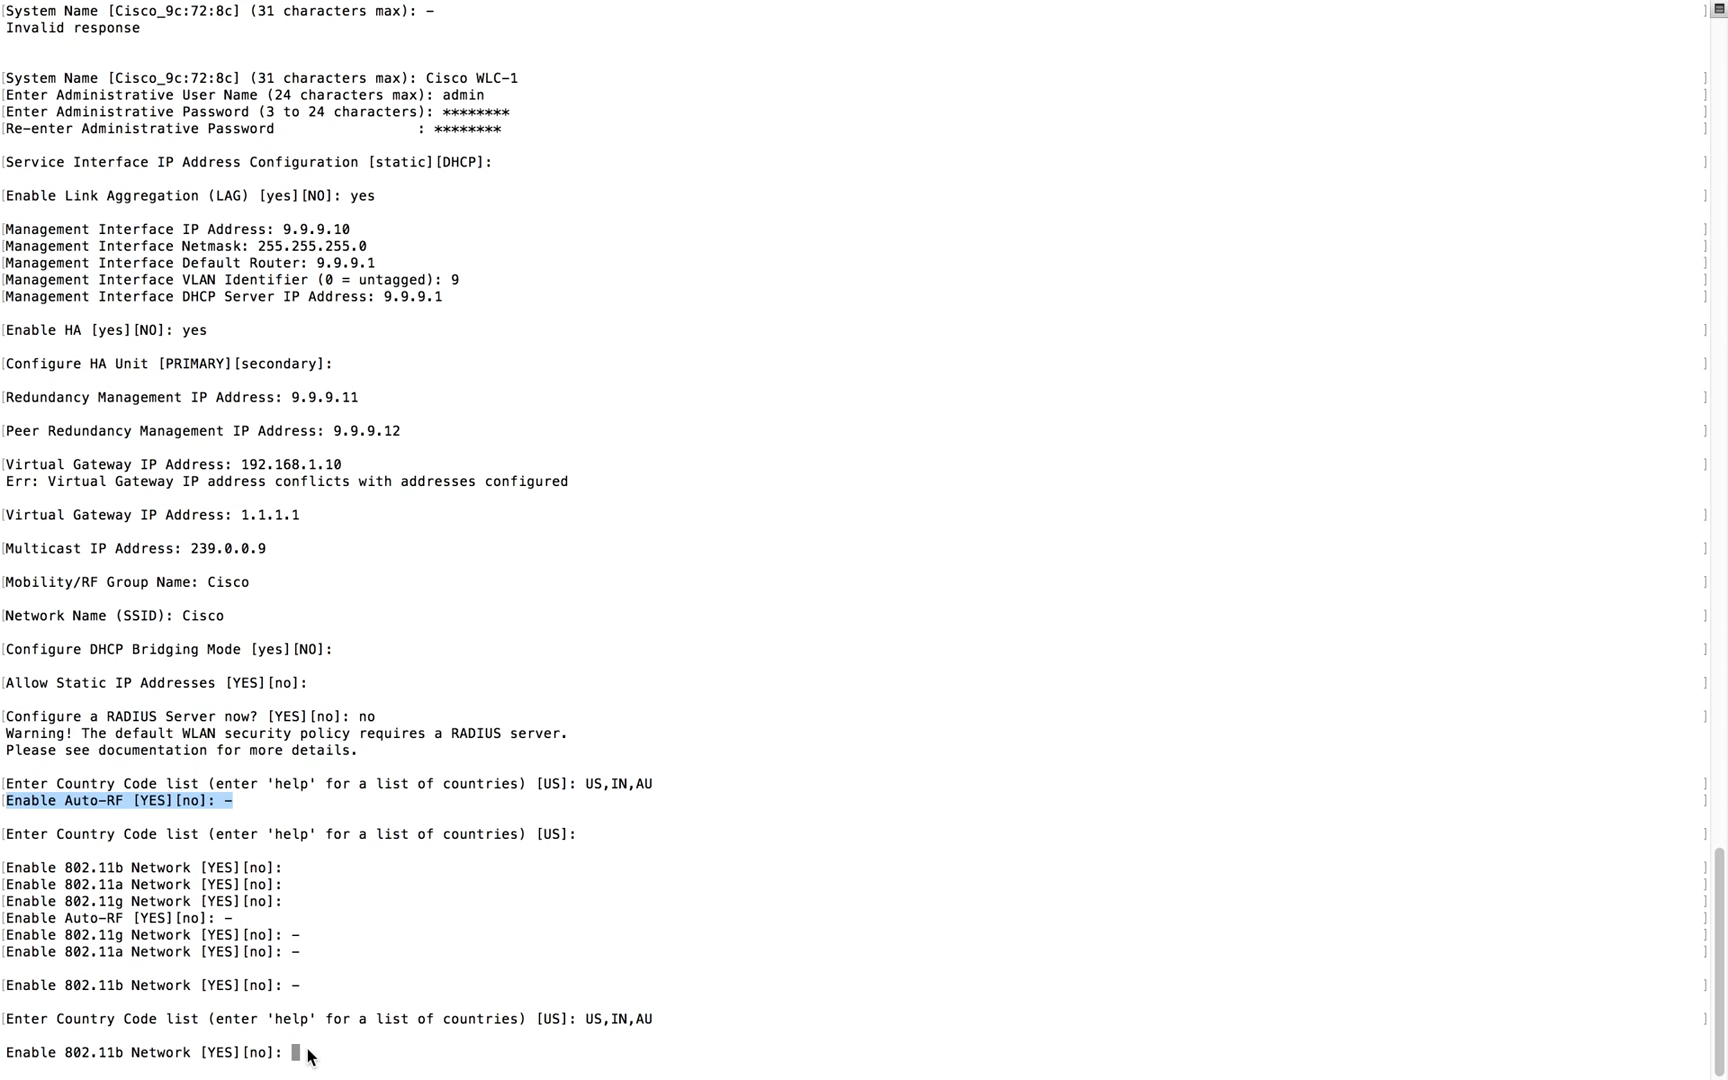 System Name [Cisco_9c:72:8c] (31 characters max): -
Invalid response
System Name [Cisco_9c:72:8c] (31 characters max): Cisco WLC-1
Enter Administrative User Name (24 characters max): admin
Enter Administrative Password (3 to 24 characters): ********
Re-enter Administrative Password                 : ********
Service Interface IP Address Configuration [static][DHCP]:
Enable Link Aggregation (LAG) [yes][NO]: yes
Management Interface IP Address: 9.9.9.10
Management Interface Netmask: 255.255.255.0
Management Interface Default Router: 9.9.9.1
Management Interface VLAN Identifier (0 = untagged): 9
Management Interface DHCP Server IP Address: 9.9.9.1
Enable HA [yes][NO]: yes
Configure HA Unit [PRIMARY][secondary]:
Redundancy Management IP Address: 9.9.9.11
Peer Redundancy Management IP Address: 9.9.9.12
Virtual Gateway IP Address: 192.168.1.10
Err: Virtual Gateway IP address conflicts with addresses configured
Virtual Gateway IP Address: 1.1.1.1
Multicast IP Address: 239.0.0.9
Mobility/RF Group Name: Cisco
Network Name (SSID): Cisco
Configure DHCP Bridging Mode [yes][NO]:
Allow Static IP Addresses [YES][no]:
Configure a RADIUS Server now? [YES][no]: no
Warning! The default WLAN security policy requires a RADIUS server.
Please see documentation for more details.
Enter Country Code list (enter 'help' for a list of countries) [US]: US,IN,AU
Enable Auto-RF [YES][no]: -
Enter Country Code list (enter 'help' for a list of countries) [US]:
Enable 802.11b Network [YES][no]:
Enable 802.11a Network [YES][no]:
Enable 802.11g Network [YES][no]:
Enable Auto-RF [YES][no]: -
Enable 802.11g Network [YES][no]: -
Enable 802.11a Network [YES][no]: -
Enable 802.11b Network [YES][no]: -
Enter Country Code list (enter 'help' for a list of countries) [US]: US,IN,AU
Enable 802.11b Network [YES][no]: